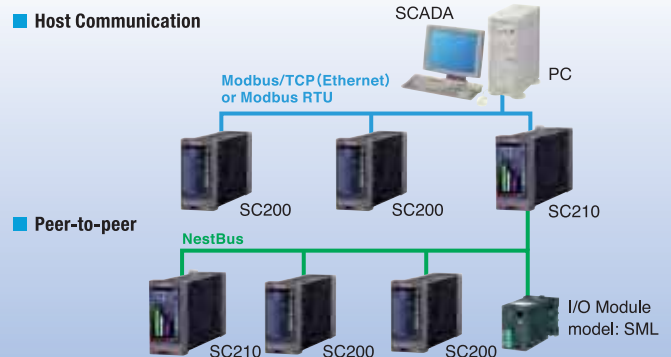 Host Communication
SCADA
PC
Modbus/TCP(Ethernet)
or Modbus RTU
SC200
SC200
SC210
Peer-to-peer
NestBus
SC210
SC200
SC200
I/O Module
model: SML